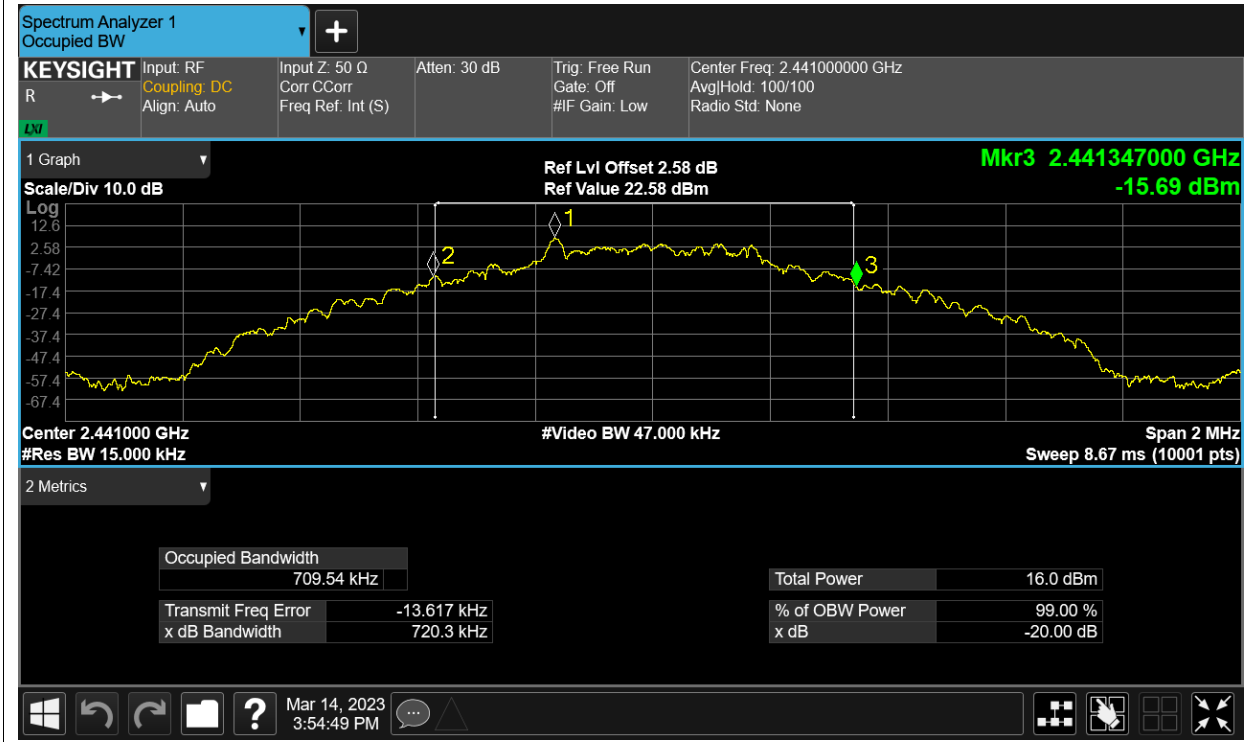 Spectrum Analyzer 1
Occupied BW
KEYSIGHT
R
LXI
Input: RF
Coupling: DC
Align: Auto
Input Z: 50 Ω
Corr CCorr
Freq Ref: Int (S)
Atten: 30 dB
Trig: Free Run
Gate: Off
#IF Gain: Low
Center Freq: 2.441000000 GHz
Avg|Hold: 100/100
Radio Std: None
1 Graph
Scale/Div 10.0 dB
Ref Lvl Offset 2.58 dB
Ref Value 22.58 dBm
Mkr3 2.441347000 GHz
-15.69 dBm
Log
12.6
2.58
-7.42
-17.4
-27.4
-37.4
-47.4
-57.4
-67.4
1
2
3
Center 2.441000 GHz
#Video BW 47.000 kHz
Span 2 MHz
#Res BW 15.000 kHz
Sweep 8.67 ms (10001 pts)
2 Metrics
Occupied Bandwidth
709.54 kHz
Total Power 16.0 dBm
Transmit Freq Error -13.617 kHz
% of OBW Power 99.00 %
x dB Bandwidth 720.3 kHz
x dB -20.00 dB
?
Mar 14, 2023
3:54:49 PM